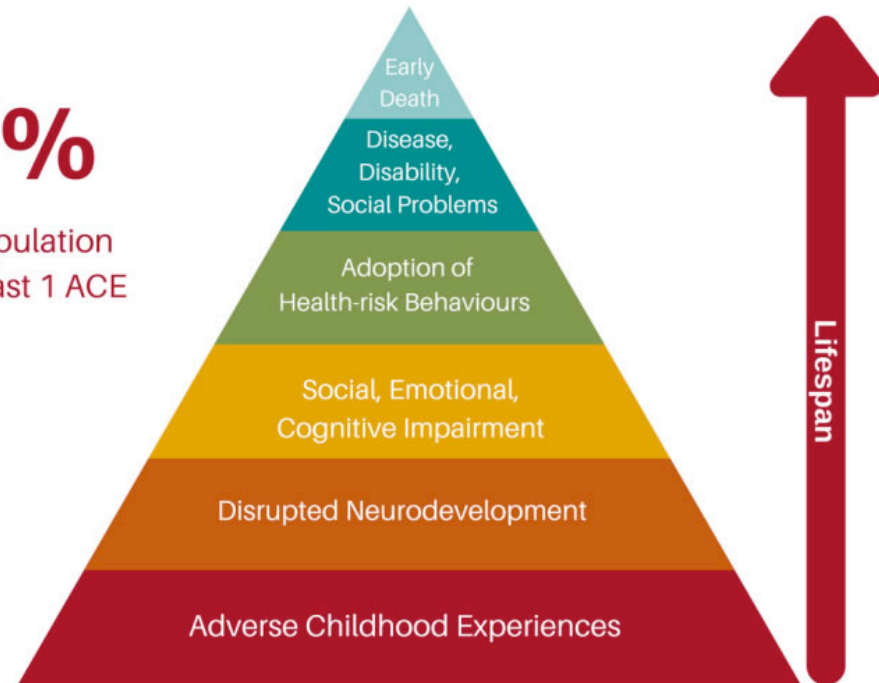 Early
Death
%
Disease,
Disability,
Social Problems
ast 1 ACE
Adoption of
Health-risk Behaviours
Lifespan
Social, Emotional,
Cognitive Impairment
Disrupted Neurodevelopment
Adverse Childhood Experiences